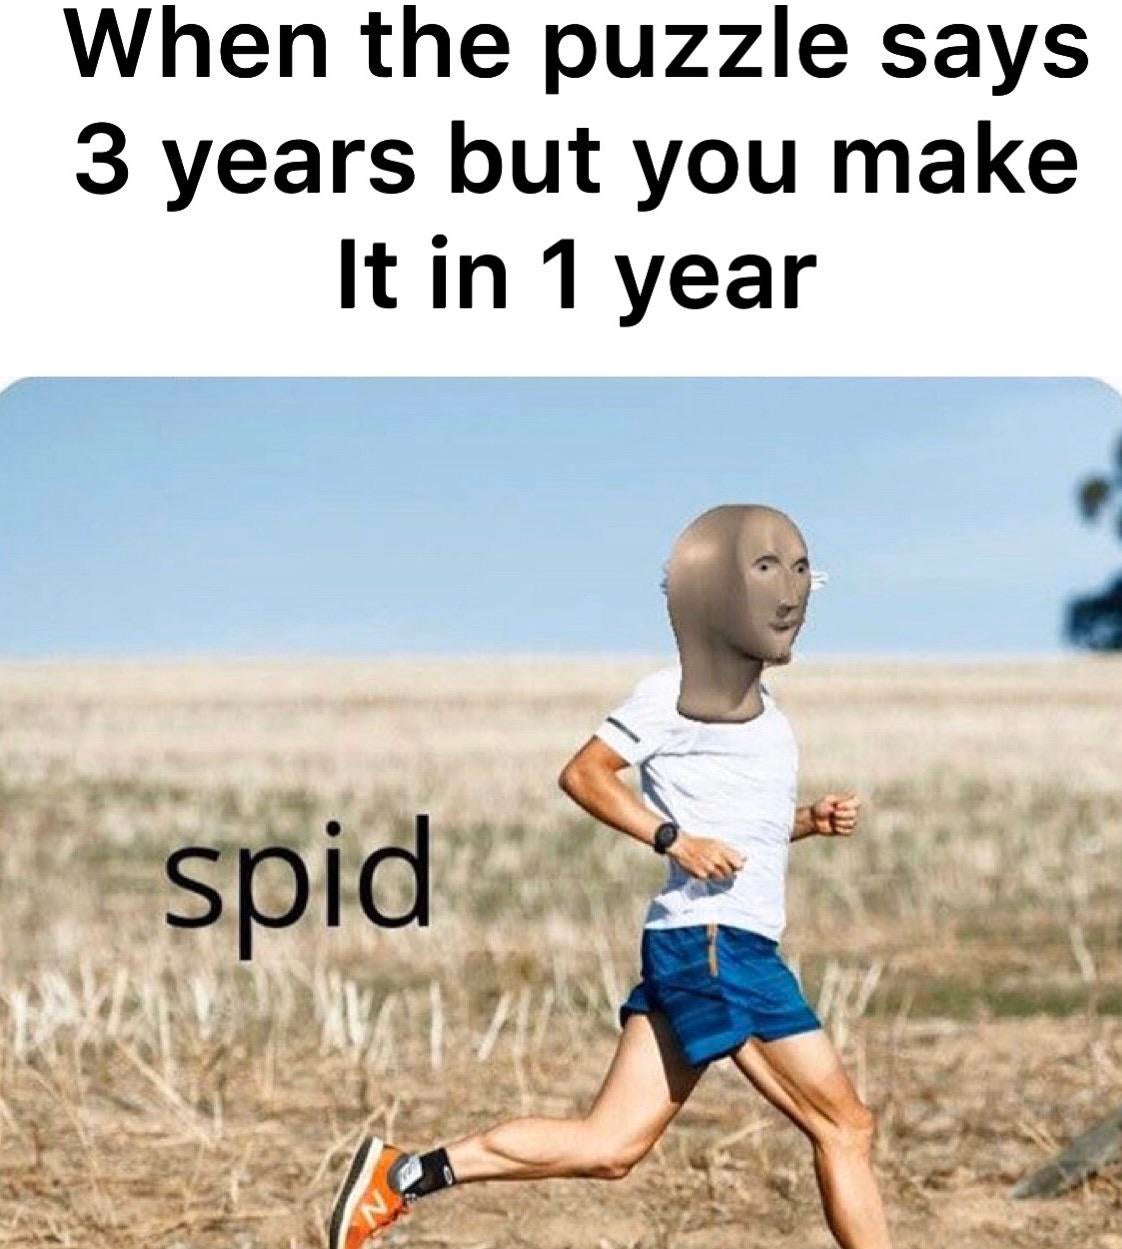 When the puzzle says
3 years but you make
It in 1 year
spid
N